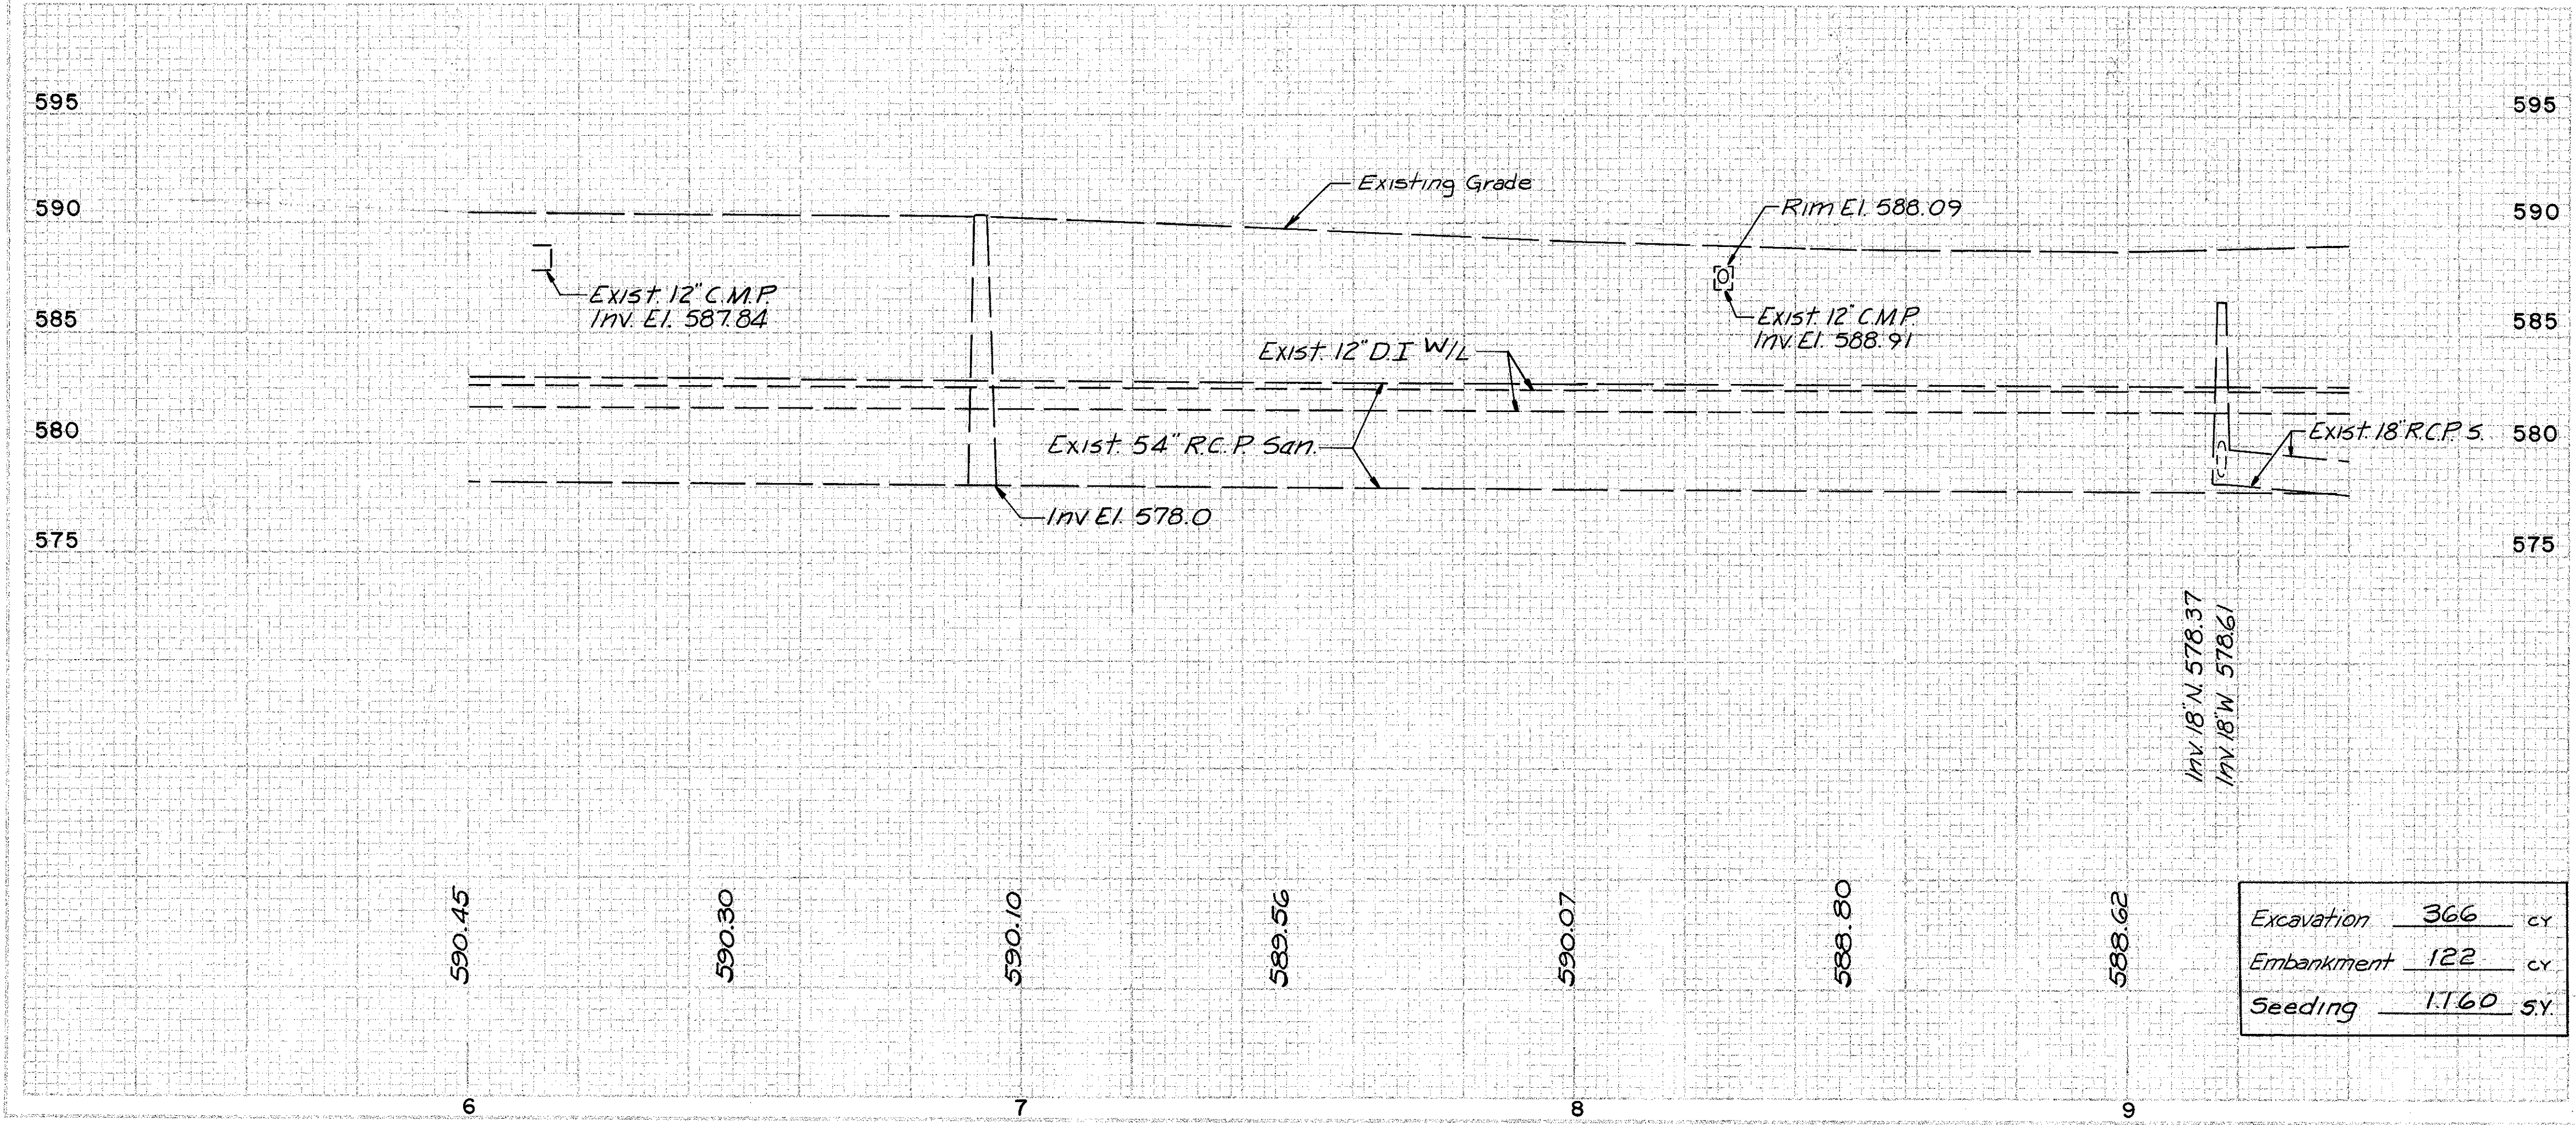 595
595
Existing Grade
590
Rim El. 588.09
590
Exist. 12" C.M.P.
Inv. El. 587.84
585
Exist. 12" C.M.P.
Inv. El. 588.91
585
Exist. 12" D.I W/L
580
Exist. 54" R.C.P. San.
Exist. 18" R.C.P. S.
580
Inv El. 578.0
575
575
Inv. 18" N. 578.37
Inv. 18" W 578.61
590.45
590.30
590.10
589.56
590.07
588.80
588.62
Excavation 366 CY
Embankment 122 CY
Seeding 1.T60 S.Y.
6
7
8
9